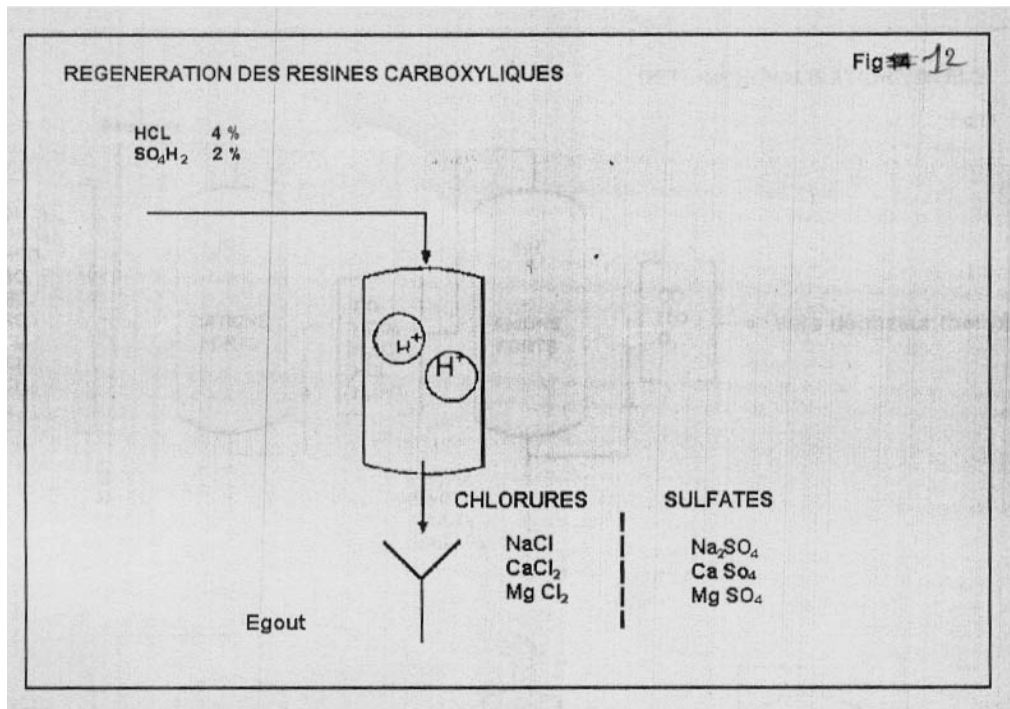 REGENERATION DES RESINES CARBOXYLIQUES
Fig 12
HCL 4 %
SO₄H₂ 2 %
H⁺
H⁺
CHLORURES SULFATES
NaCl Na₂SO₄
CaCl₂ Ca So₄
Mg Cl₂ Mg SO₄
Egout